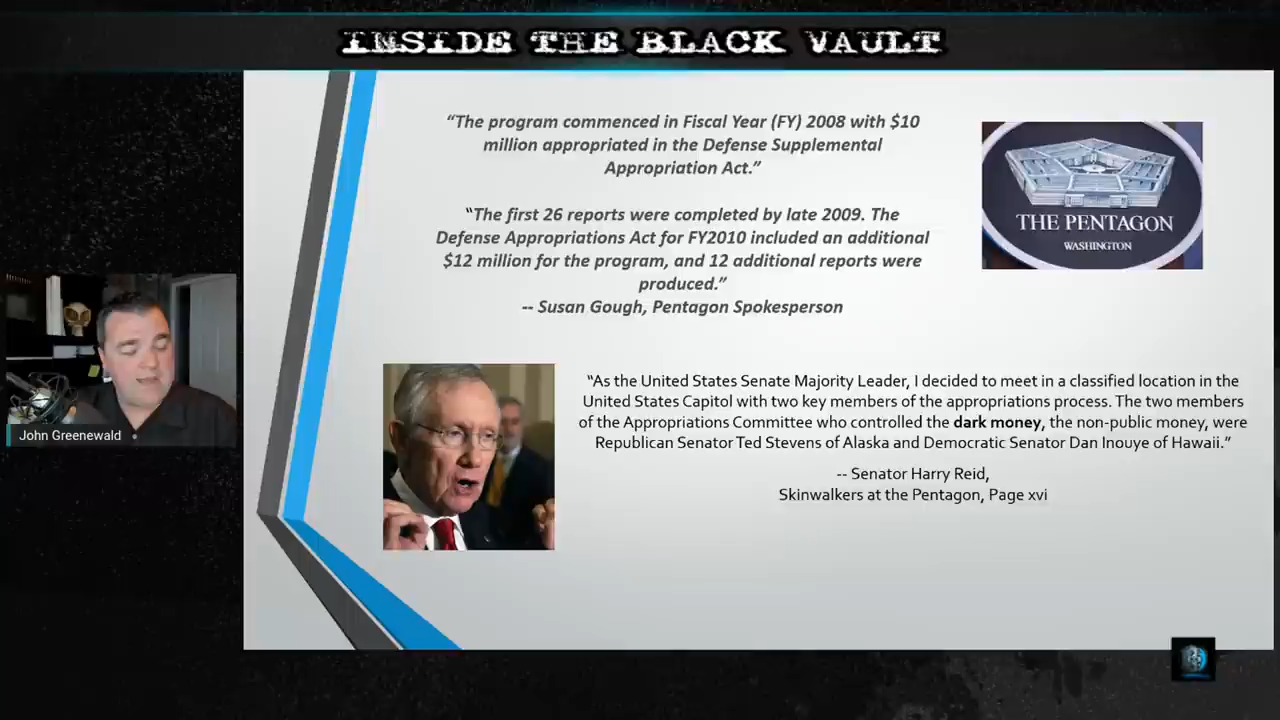 INSIDE THE BLACK VAULT
“The program commenced in Fiscal Year (FY) 2008 with $10
million appropriated in the Defense Supplemental
Appropriation Act.”
“The first 26 reports were completed by late 2009. The
Defense Appropriations Act for FY2010 included an additional
$12 million for the program, and 12 additional reports were
produced.”
-- Susan Gough, Pentagon Spokesperson
THE PENTAGON
WASHINGTON
John Greenewald
“As the United States Senate Majority Leader, I decided to meet in a classified location in the
United States Capitol with two key members of the appropriations process. The two members
of the Appropriations Committee who controlled the dark money, the non-public money, were
Republican Senator Ted Stevens of Alaska and Democratic Senator Dan Inouye of Hawaii.”
-- Senator Harry Reid,
Skinwalkers at the Pentagon, Page xvi